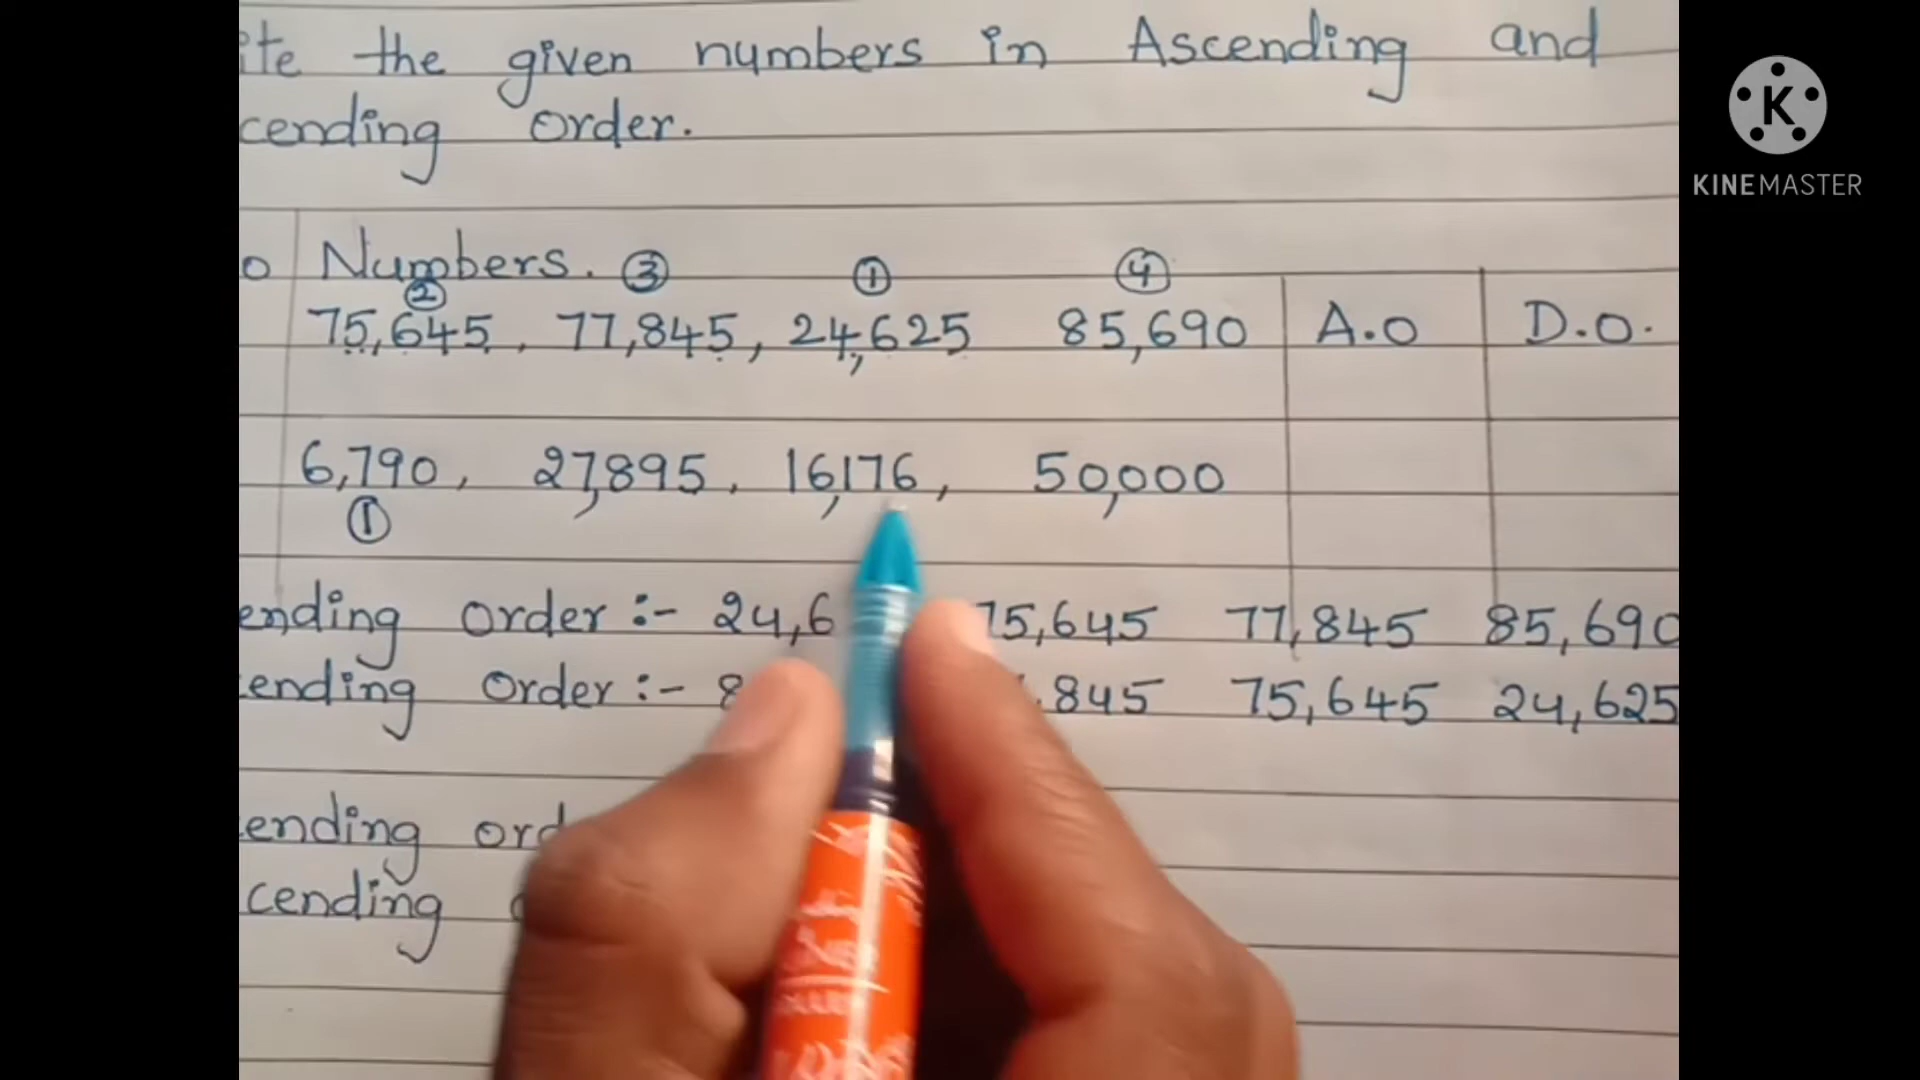 ite the given numbers in Ascending and
cending order.
o Numbers. ③ ① ④
②
75,645, 77,845, 24,625 85,690 A.O D.O.
6,790, 27,895, 16,176, 50,000
①
ending order :- 24,6 75,645 77,845 85,690
ending order :- 8 845 75,645 24,625
ending ord
cending
KINEMASTER